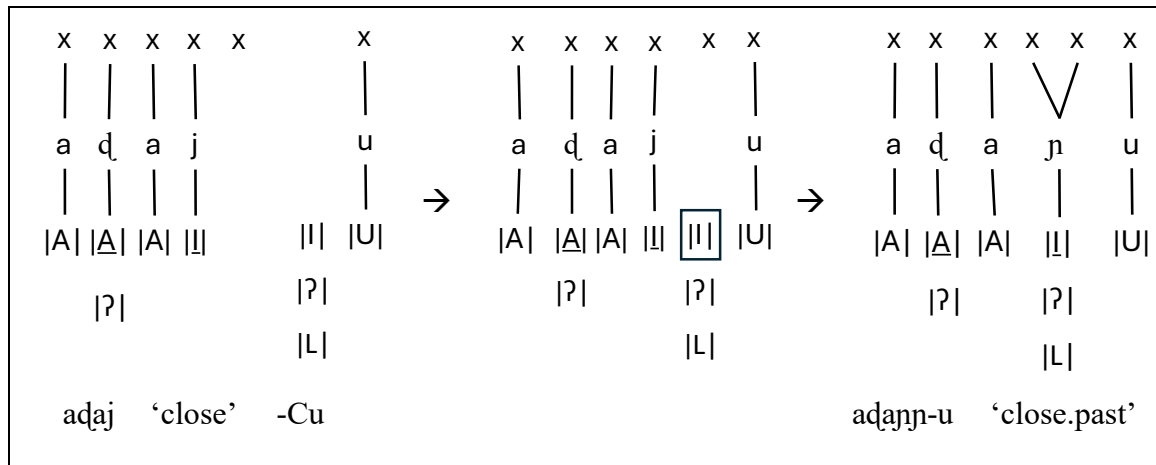 x x x x x x x x x x x x x x x x x x
a ɖ a j u a ɖ a j u a ɖ a ɲ u
→ →
|A| |A̲| |A| |I̲| |I| |U| |A| |A̲| |A| |I̲| |I| |U| |A| |A̲| |A| |I̲| |U|
|ʔ| |ʔ| |ʔ| |ʔ| |ʔ| |ʔ|
|L| |L| |L|
aɖaj ‘close’ -Cu aɖaɲɲ-u ‘close.past’